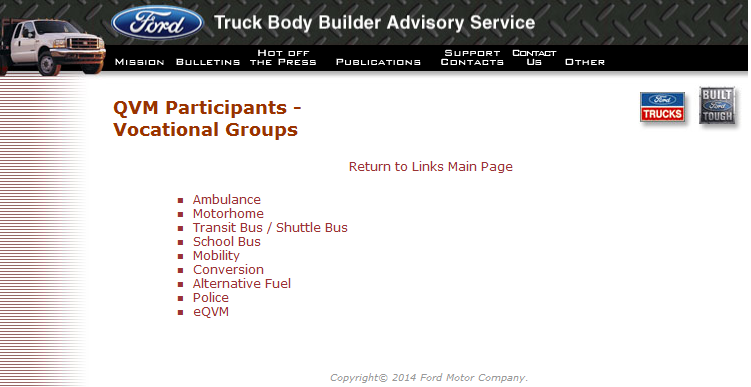 Ford Truck Body Builder Advisory Service
MISSION BULLETINS HOT OFF THE PRESS PUBLICATIONS SUPPORT CONTACTS CONTACT US OTHER
QVM Participants -
Vocational Groups
Ford
TRUCKS
BUILT
Ford
TOUGH
Return to Links Main Page
Ambulance
Motorhome
Transit Bus / Shuttle Bus
School Bus
Mobility
Conversion
Alternative Fuel
Police
eQVM
Copyright© 2014 Ford Motor Company.